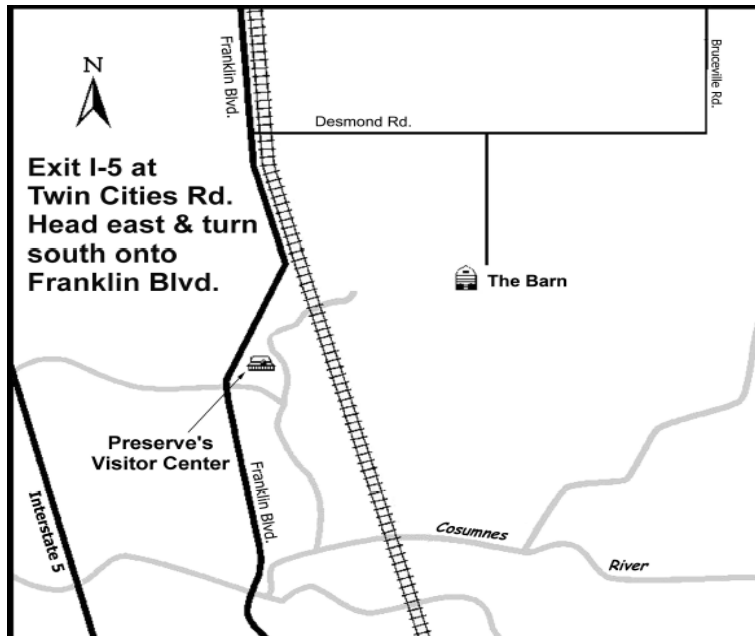 Franklin Blvd.
Bruceville Rd.
N
Desmond Rd.
Exit I-5 at
Twin Cities Rd.
Head east & turn
south onto
Franklin Blvd.
The Barn
Preserve's
Visitor Center
Franklin Blvd.
Interstate 5
Cosumnes
River